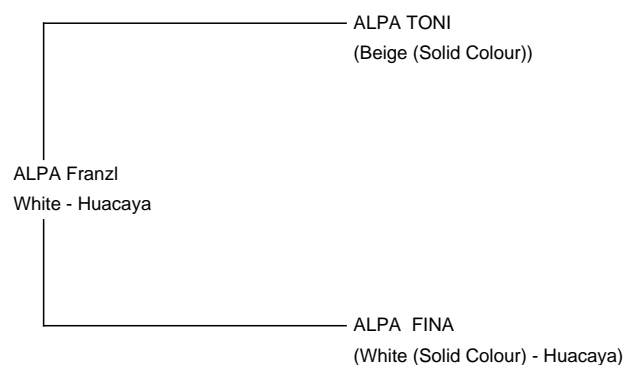 ALPA TONI
(Beige (Solid Colour))
ALPA Franzl
White - Huacaya
ALPA  FINA
(White (Solid Colour) - Huacaya)